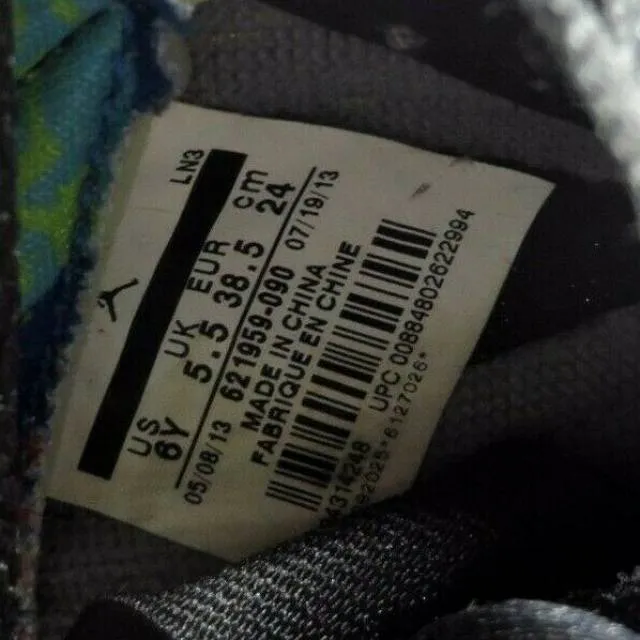 LN3
US UK EUR cm
6Y 5.5 38.5 24
05/08/13 621959-090 07/19/13
MADE IN CHINA
FABRIQUE EN CHINE
UPC 00884802622994